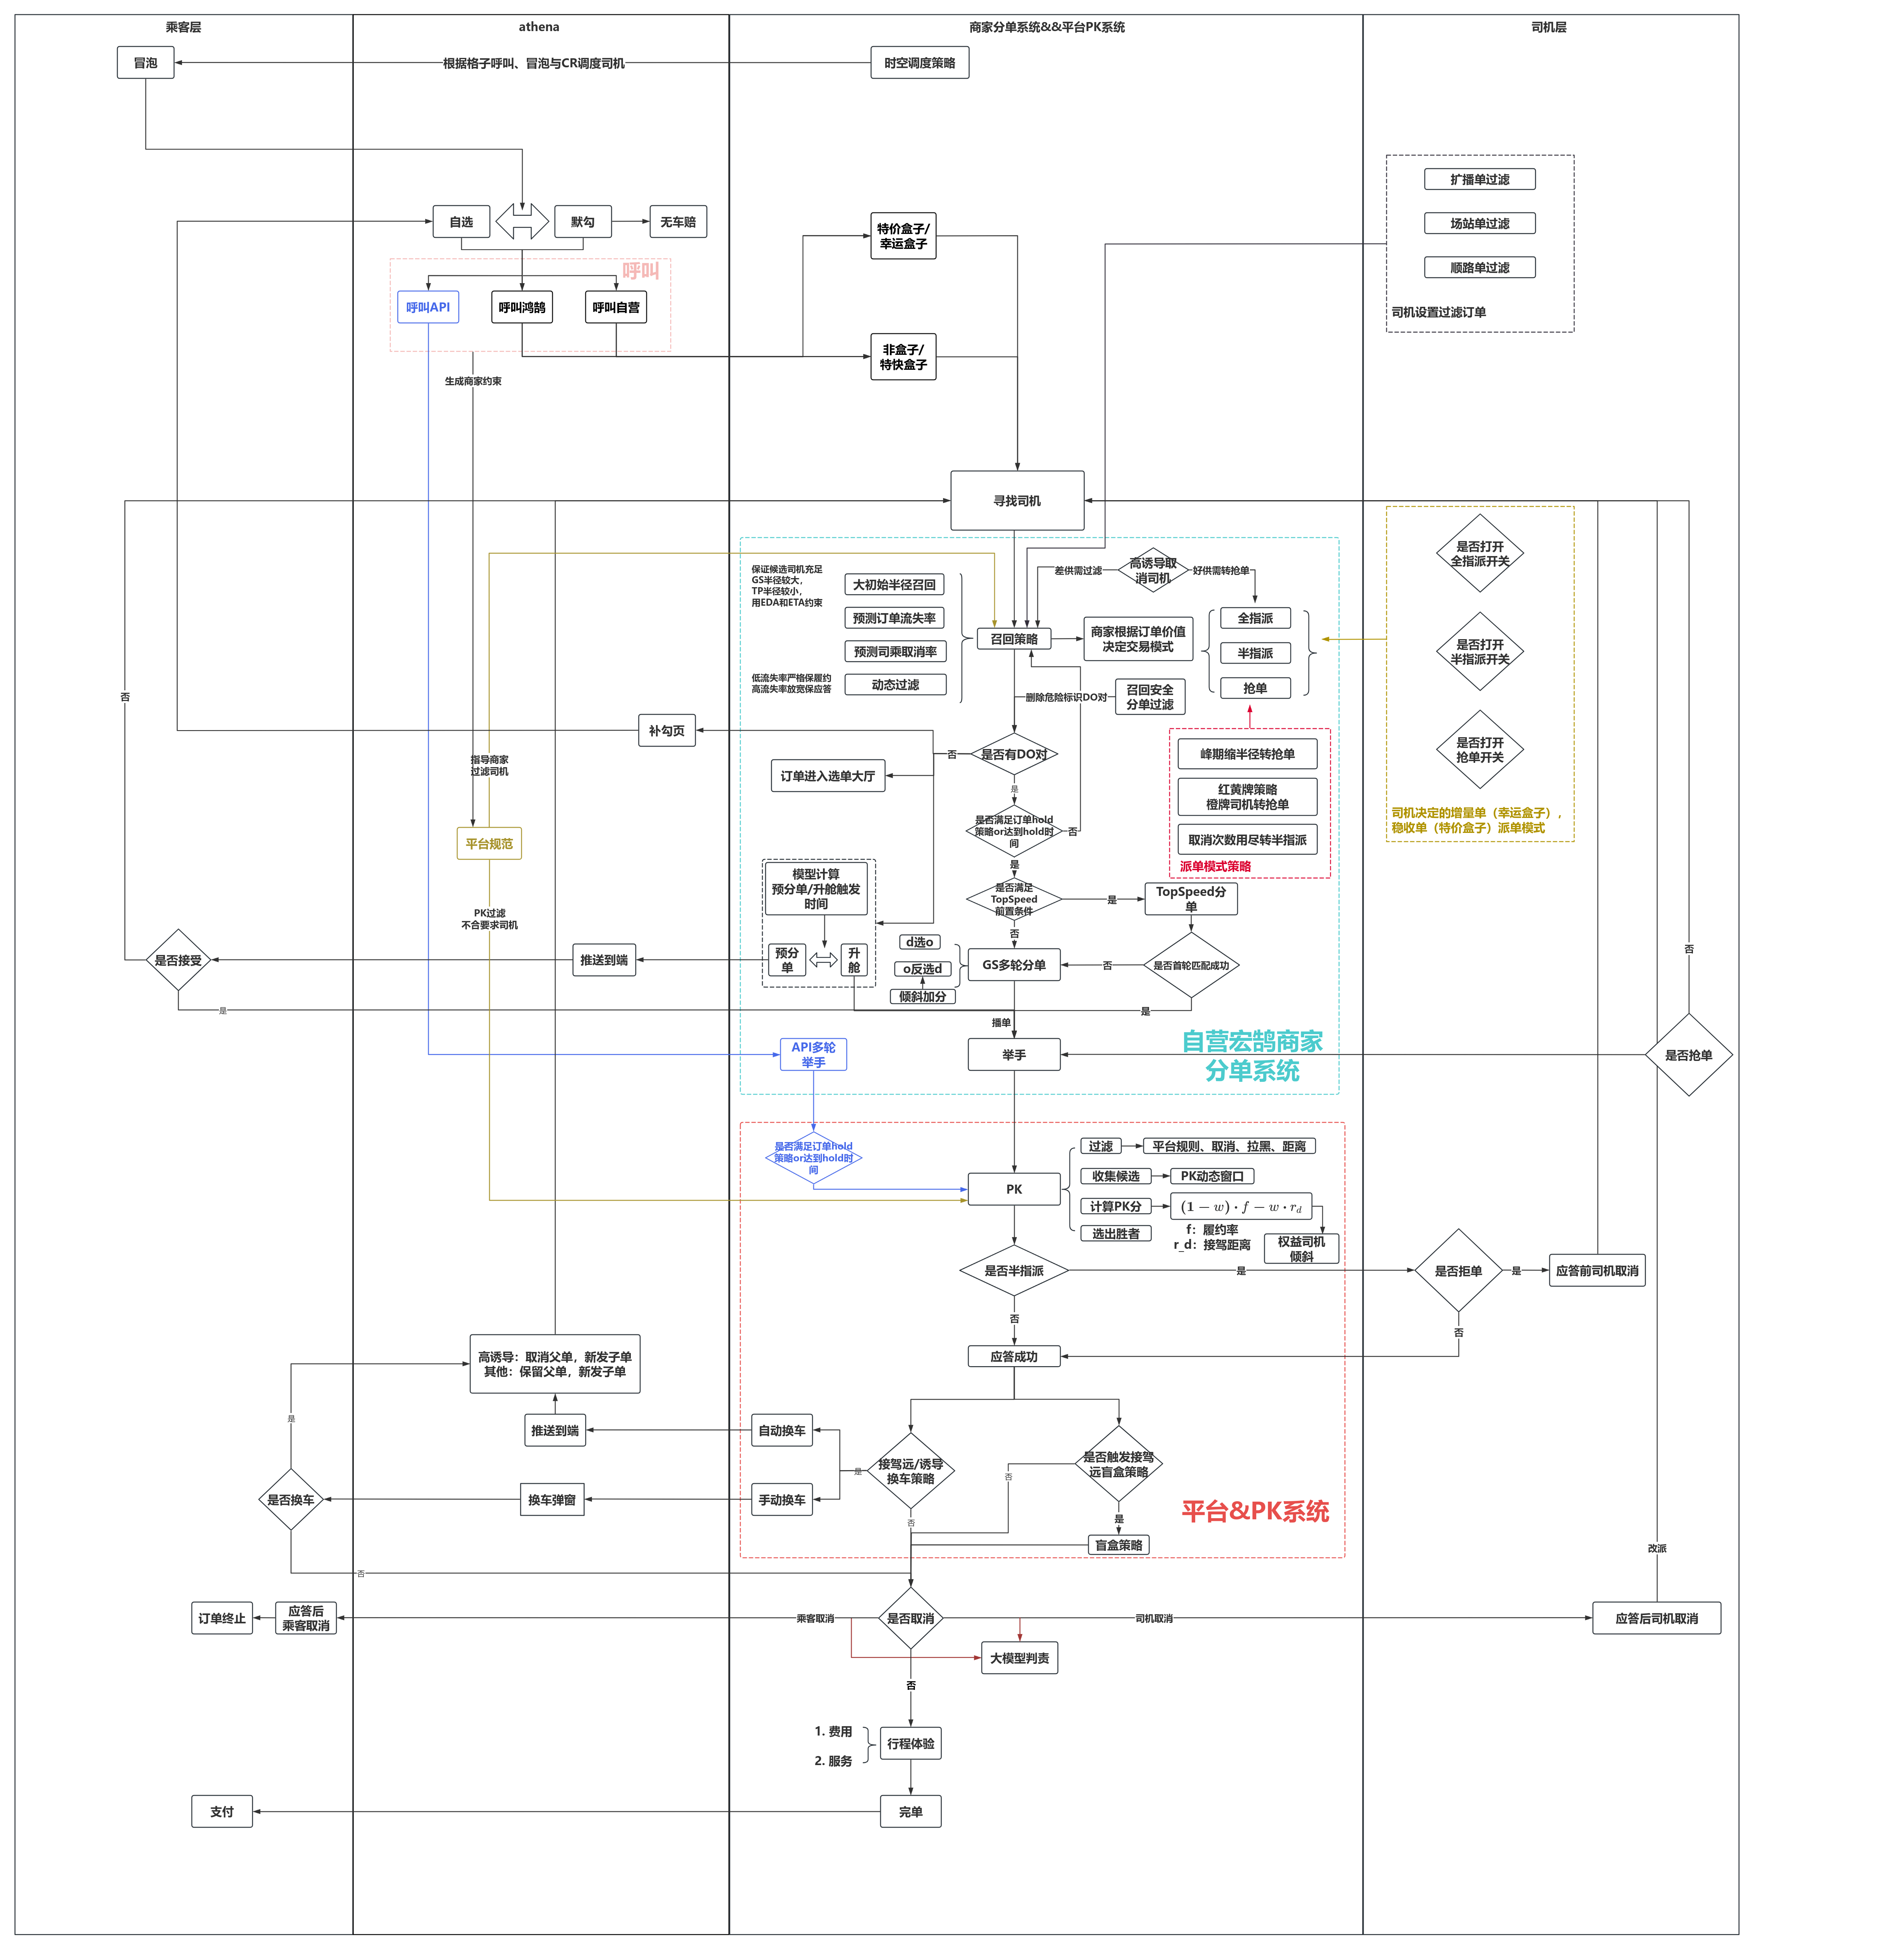 乘客层
athena
商家分单系统&&平台PK系统
司机层
冒泡
根据格子呼叫、冒泡与CR调度司机
时空调度策略
扩播单过滤
场站单过滤
顺路单过滤
司机设置过滤订单
自选
默勾
无车赔
特价盒子/
幸运盒子
呼叫
呼叫API
呼叫鸿鹄
呼叫自营
非盒子/
特快盒子
生成商家约束
寻找司机
是否打开
全指派开关
是否打开
半指派开关
是否打开
抢单开关
司机决定的增量单（幸运盒子）,
稳收单（特价盒子）派单模式
保证候选司机充足
GS半径较大,
TP半径较小,
用EDA和ETA约束
大初始半径召回
预测订单流失率
预测司乘取消率
动态过滤
低流失率严格保履约
高流失率放宽保应答
差供需过滤
高诱导取
消司机
好供需转抢单
召回策略
商家根据订单价值
决定交易模式
全指派
半指派
抢单
删除危险标识DO对
召回安全
分单过滤
否
补勾页
否
是否有DO对
订单进入选单大厅
是
峰期缩半径转抢单
红黄牌策略
橙牌司机转抢单
取消次数用尽转半指派
派单模式策略
指导商家
过滤司机
平台规范
是否满足订单hold
策略or达到hold时
间
否
是
模型计算
预分单/升舱触发
时间
预分
单
升
舱
是否满足
TopSpeed
前置条件
是
TopSpeed分
单
否
PK过滤
不合要求司机
是否接受
推送到端
d选o
o反选d
倾斜加分
GS多轮分单
否
是否首轮匹配成功
否
是
是
播单
自营宏鹄商家
分单系统
API多轮
举手
举手
是否抢单
是否满足订单hold
策略or达到hold时
间
PK
过滤
平台规则、取消、拉黑、距离
收集候选
PK动态窗口
计算PK分
(1 − w) · f − w · r_d
选出胜者
f：履约率
r_d：接驾距离
权益司机
倾斜
是否半指派
是
是否拒单
是
应答前司机取消
否
否
应答成功
高诱导：取消父单，新发子单
其他：保留父单，新发子单
是
推送到端
自动换车
是
接驾远/诱导
换车策略
否
是否触发接驾
远盲盒策略
是否换车
换车弹窗
手动换车
平台&PK系统
否
是
盲盒策略
改派
否
订单终止
应答后
乘客取消
乘客取消
是否取消
司机取消
应答后司机取消
大模型判责
否
1. 费用
2. 服务
行程体验
支付
完单